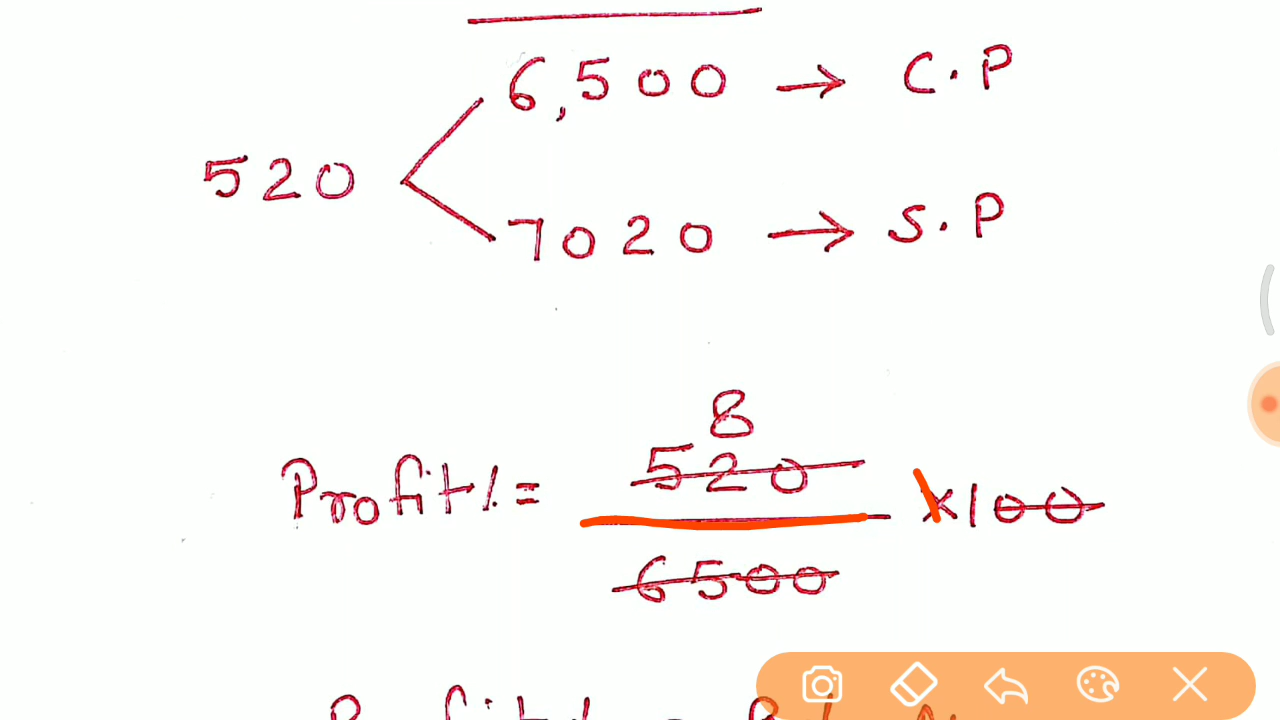 6,500 → C.P
520
7020 → S.P
8
Profit% = 520 ×100
6500